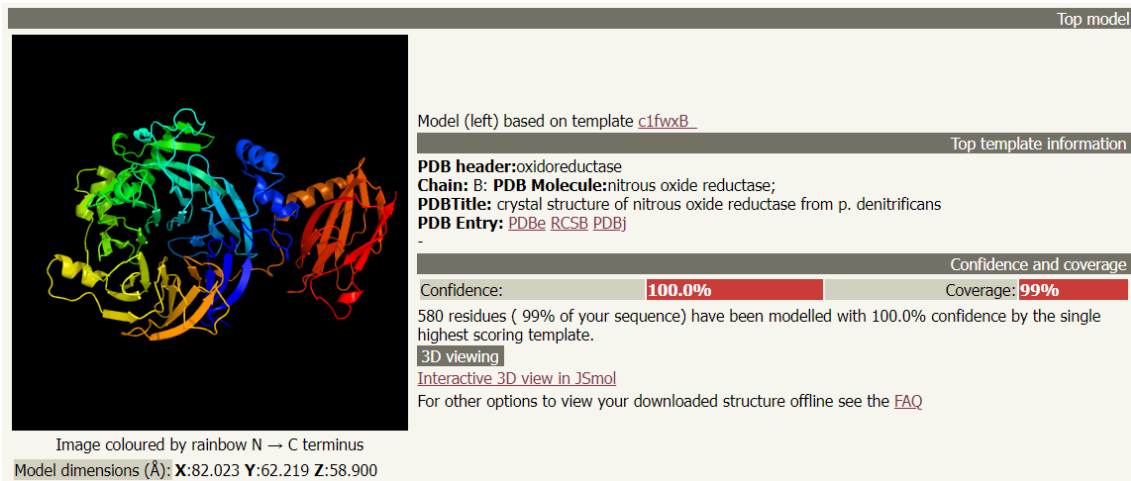 Top model
Model (left) based on template c1fwxB_
Top template information
PDB header:oxidoreductase
Chain: B: PDB Molecule:nitrous oxide reductase;
PDBTitle: crystal structure of nitrous oxide reductase from p. denitrificans
PDB Entry: PDBe RCSB PDBj
-
Confidence and coverage
Confidence: 100.0% Coverage: 99%
580 residues ( 99% of your sequence) have been modelled with 100.0% confidence by the single
highest scoring template.
3D viewing
Interactive 3D view in JSmol
For other options to view your downloaded structure offline see the FAQ
Image coloured by rainbow N → C terminus
Model dimensions (Å): X:82.023 Y:62.219 Z:58.900